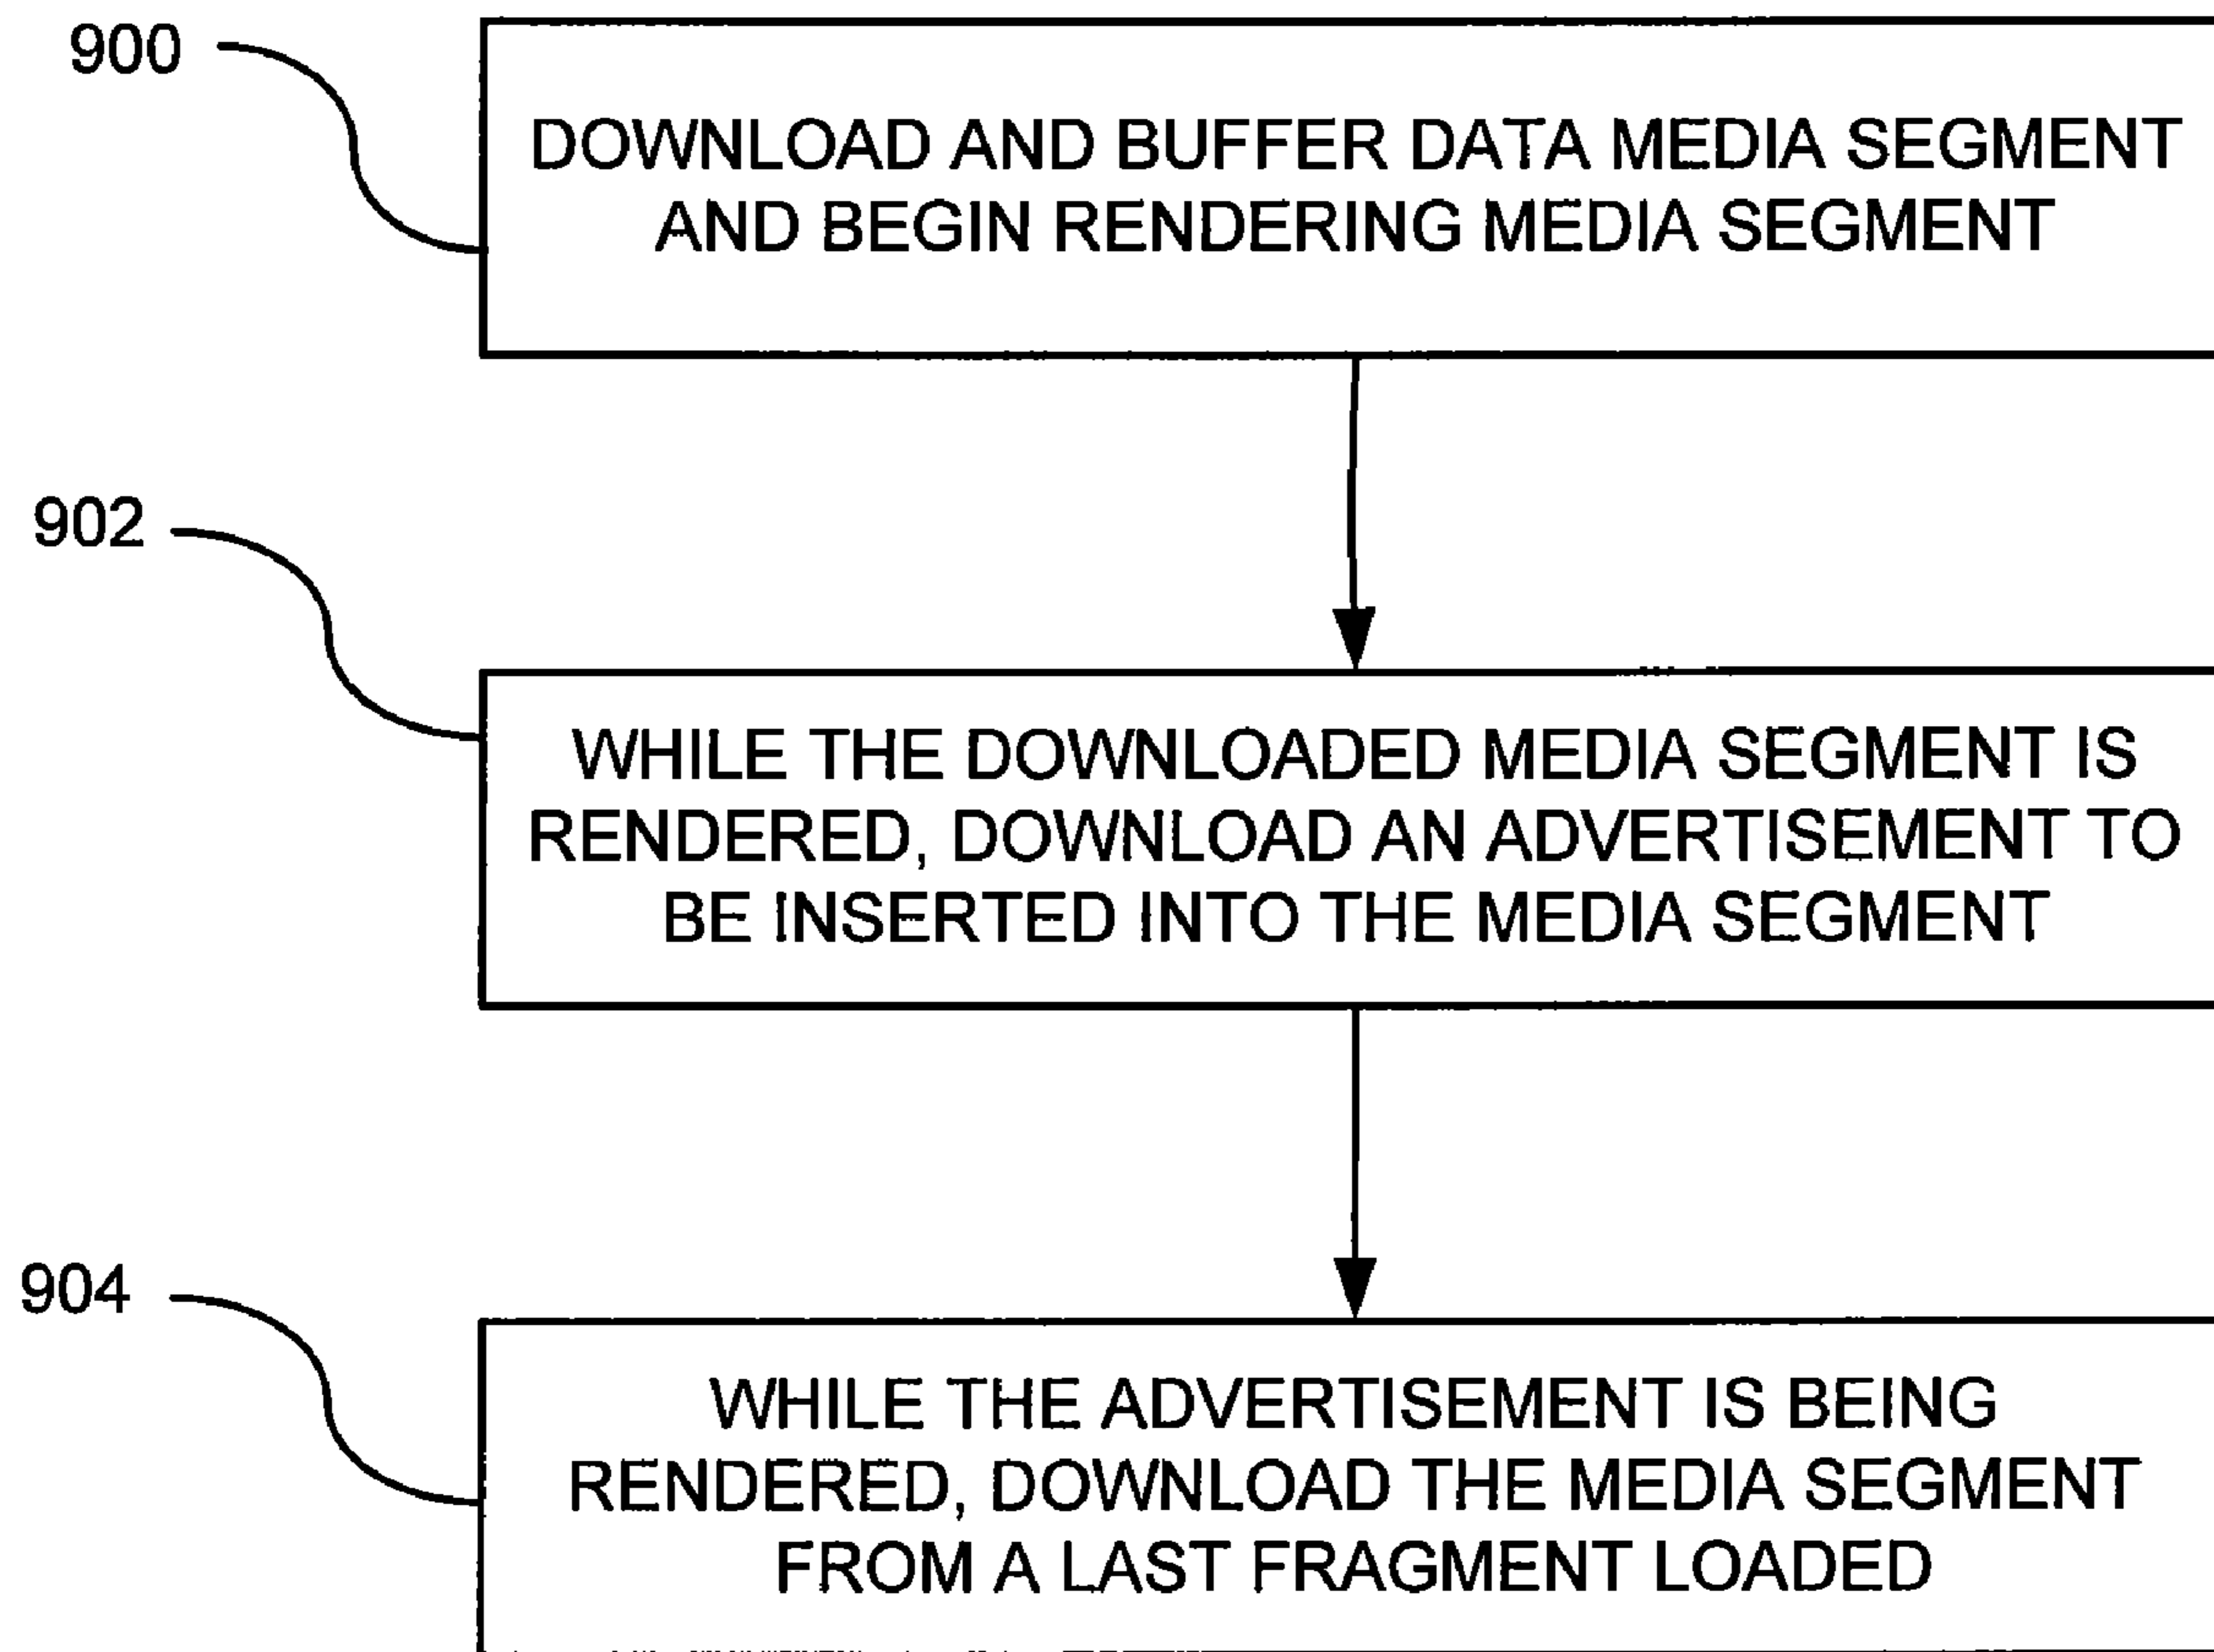 900
DOWNLOAD AND BUFFER DATA MEDIA SEGMENT
AND BEGIN RENDERING MEDIA SEGMENT
902
WHILE THE DOWNLOADED MEDIA SEGMENT IS
RENDERED, DOWNLOAD AN ADVERTISEMENT TO
BE INSERTED INTO THE MEDIA SEGMENT
904
WHILE THE ADVERTISEMENT IS BEING
RENDERED, DOWNLOAD THE MEDIA SEGMENT
FROM A LAST FRAGMENT LOADED